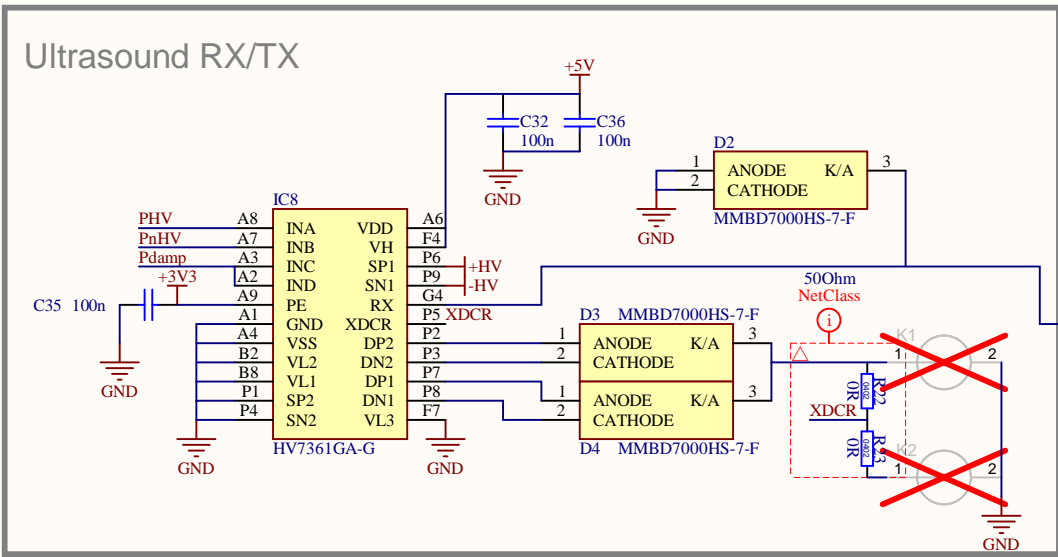 Ultrasound RX/TX
+5V
C32
100n
C36
100n
GND
D2
1 ANODE K/A 3
2 CATHODE
MMBD7000HS-7-F
GND
IC8
PHV A8 INA VDD A6
PnHV A7 INB VH F4
Pdamp A3 INC SP1 P6 +HV
A2 IND SN1 P9 -HV
+3V3
C35 100n
A9 PE RX G4
A1 GND XDCR P5 XDCR
A4 VSS DP2 P2
B2 VL2 DN2 P3
B8 VL1 DP1 P7
P1 SP2 DN1 P8
P4 SN2 VL3 F7
HV7361GA-G
GND
GND
GND
D3 MMBD7000HS-7-F
1 ANODE K/A 3
2 CATHODE
1 ANODE K/A 3
2 CATHODE
D4 MMBD7000HS-7-F
50Ohm
NetClass
i
K1
1 2
R22
0402
0R
XDCR
R23
0402
0R
K2
1 2
GND